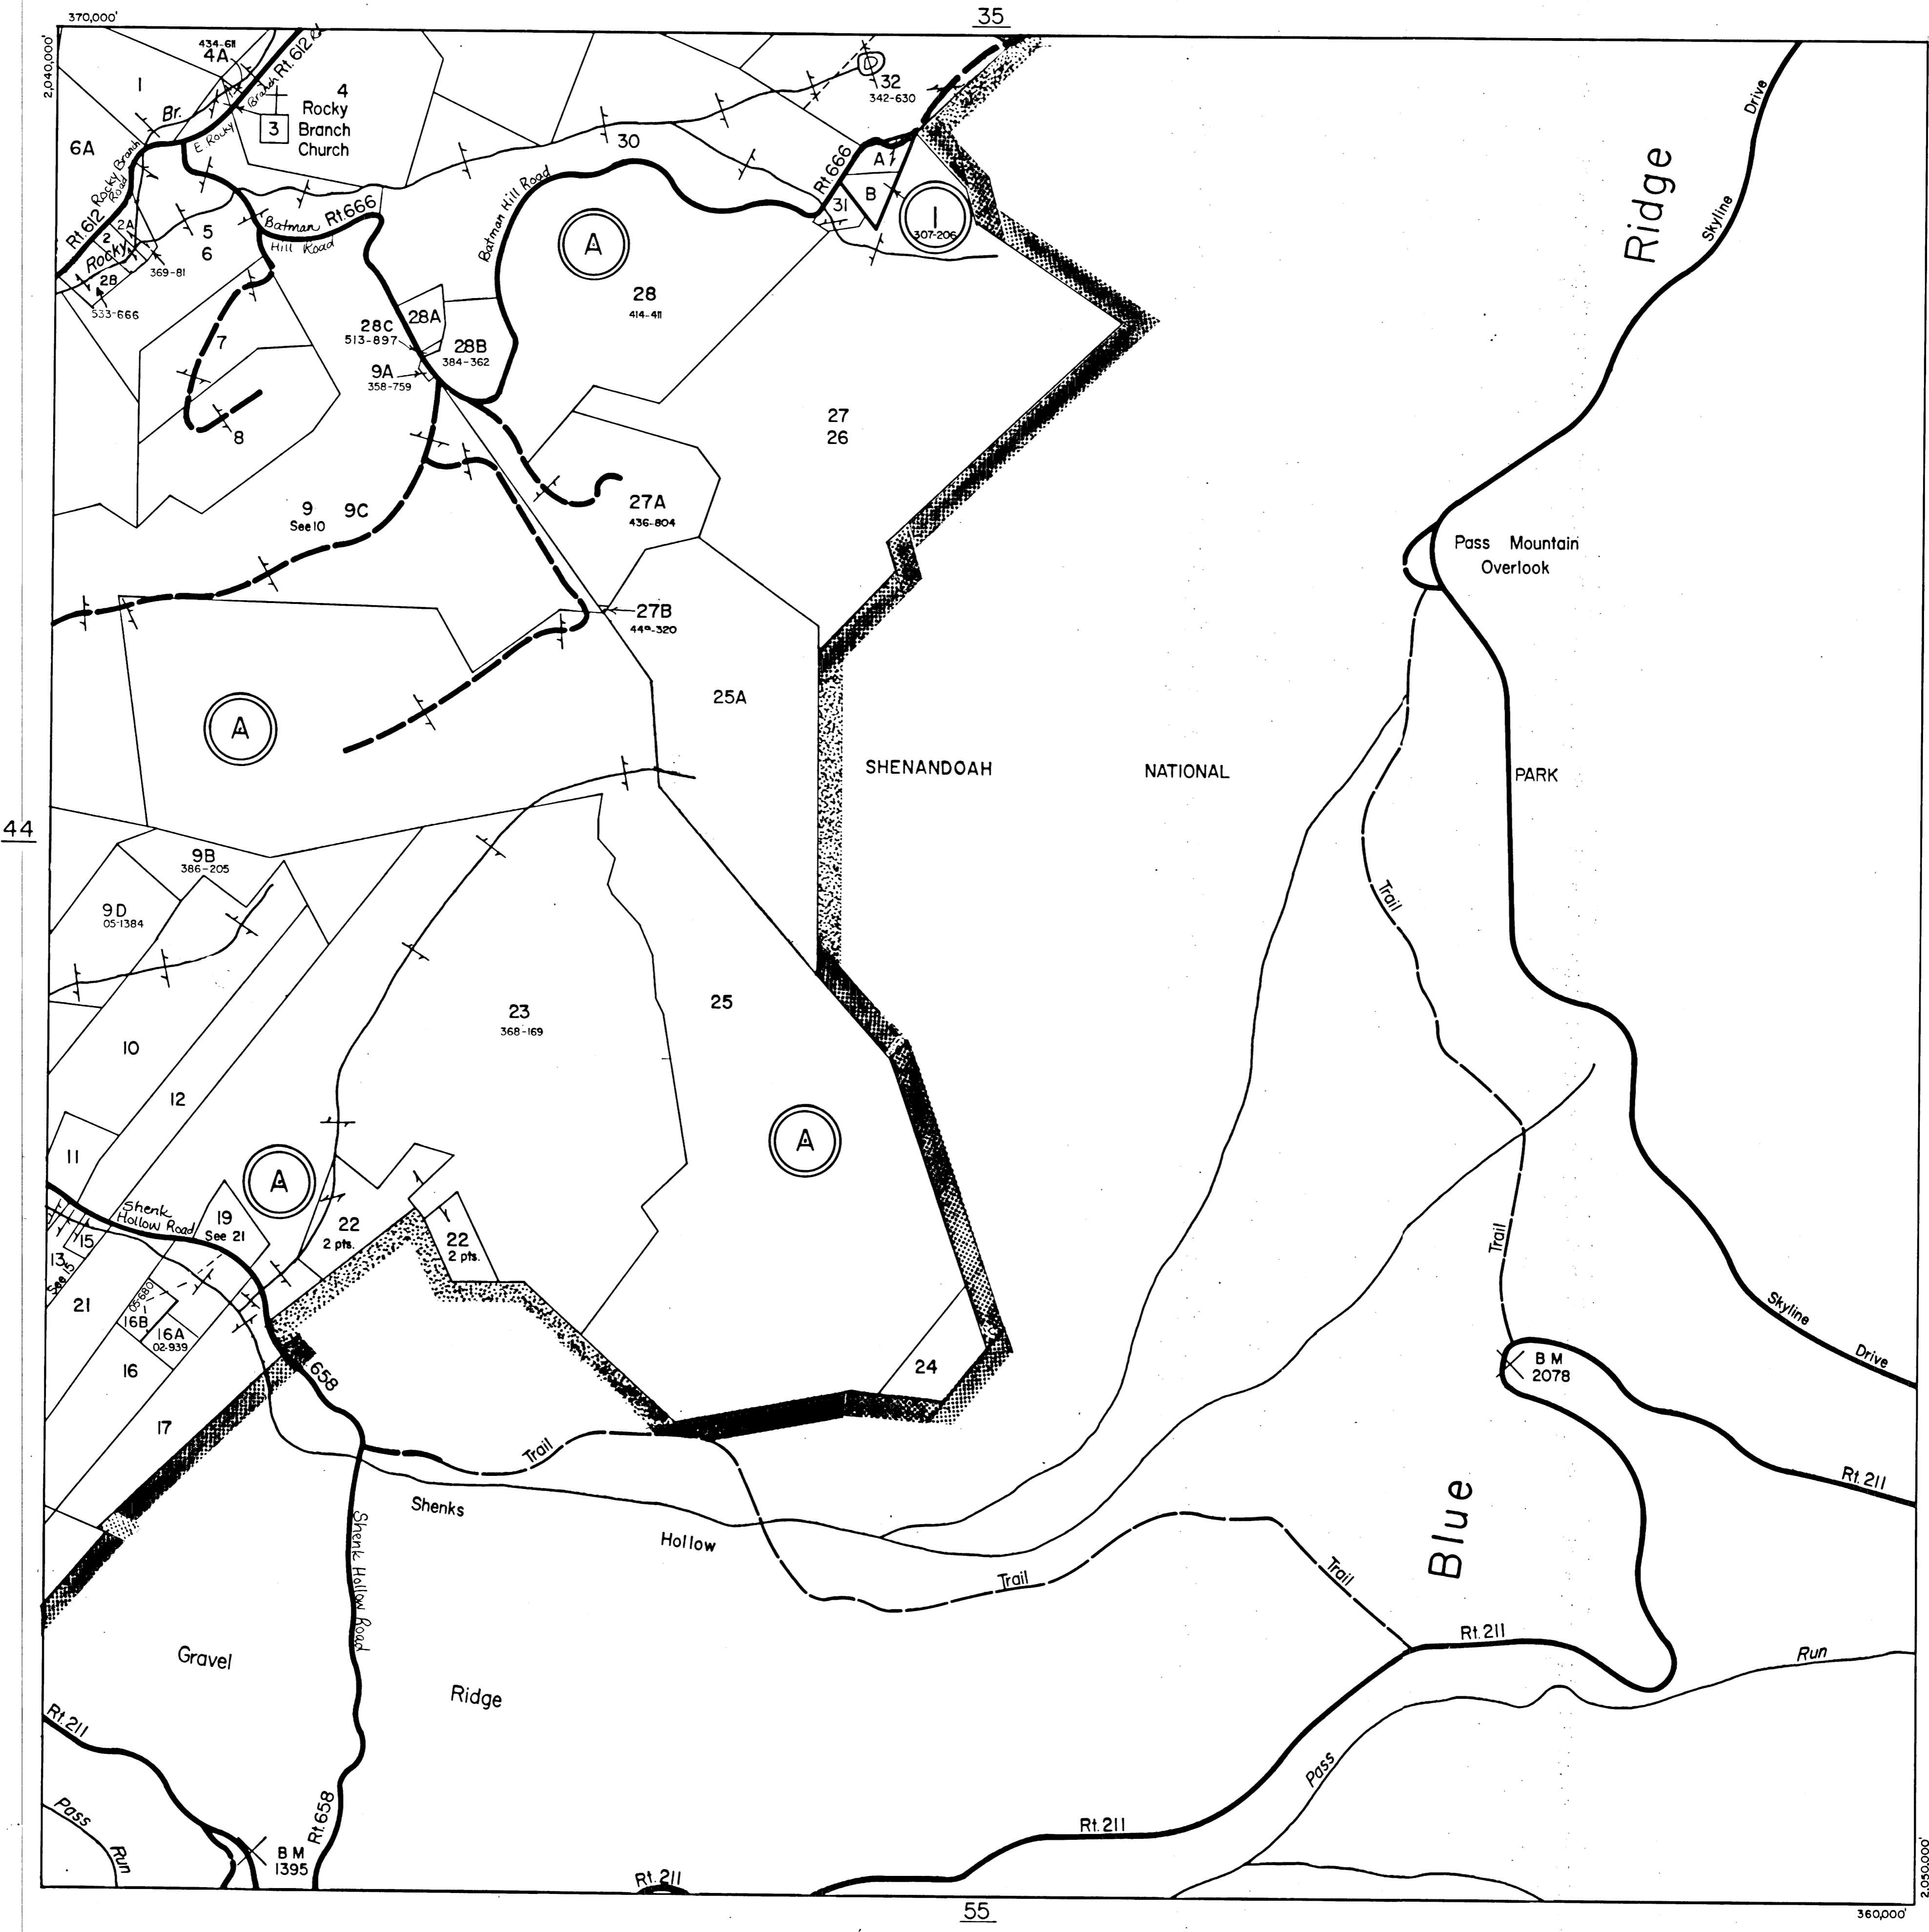 370,000'
35
2,040,000'
434-611
4A
Rt. 612
Branch Rd
1
Br.
4
Rocky
Branch
Church
3
E. Rocky
6A
Rocky Branch
Road
Rt. 612
2A
2
Rocky
2B
369-81
533-666
5
6
Batman
Hill Road
Rt. 666
30
32
342-630
Rt. 666
A
1
B
31
1
307-206
Batman Hill Road
A
28
414-411
28A
28C
513-897
28B
384-362
9A
358-759
7
8
27
26
9
See 10
9C
27A
436-804
27B
320
A
25A
SHENANDOAH NATIONAL PARK
Ridge
Skyline
Drive
Pass Mountain
Overlook
44
9B
386-205
9D
05-1384
10
12
11
23
368-169
25
A
A
Shenk
Hollow Road
19
See 21
22
2 pts.
22
2 pts.
13
See 15
15
21
05-680
16B
16A
02-939
16
17
658
24
Trail
Trail
Skyline
Drive
B M
2078
Rt. 211
Trail
Shenks
Hollow
Trail
Trail
Blue
Shenk Hollow Road
Gravel
Ridge
Rt. 211
Run
Pass
Rt. 211
Pass
Run
B M
1395
Rt. 658
Rt. 211
Rt. 211
55
2,050,000'
360,000'